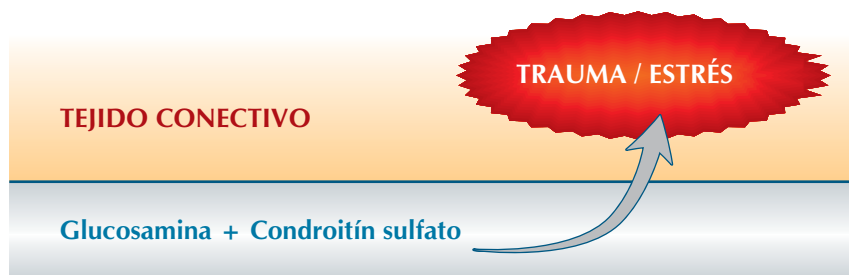 TRAUMA / ESTRÉS
TEJIDO CONECTIVO
Glucosamina + Condroitín sulfato